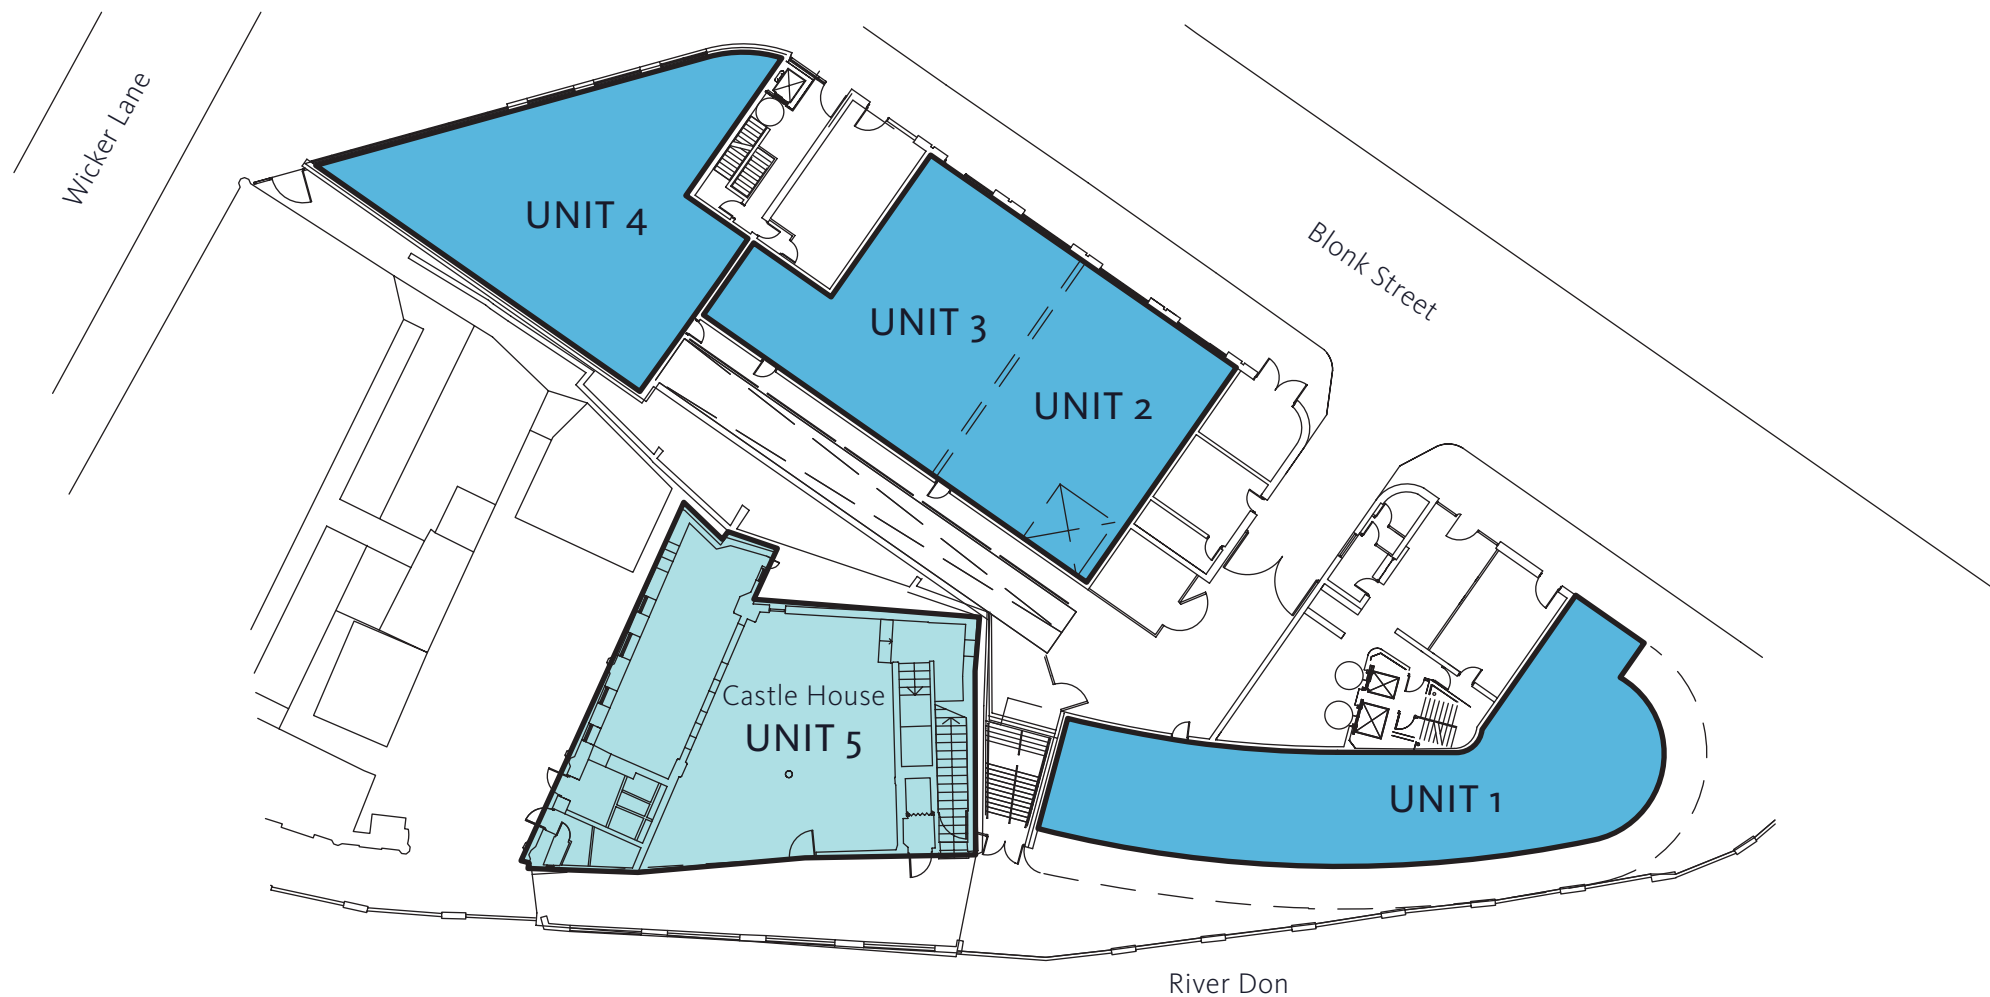 Wicker Lane
UNIT 4
Blonk Street
UNIT 3
UNIT 2
Castle House
UNIT 5
UNIT 1
River Don